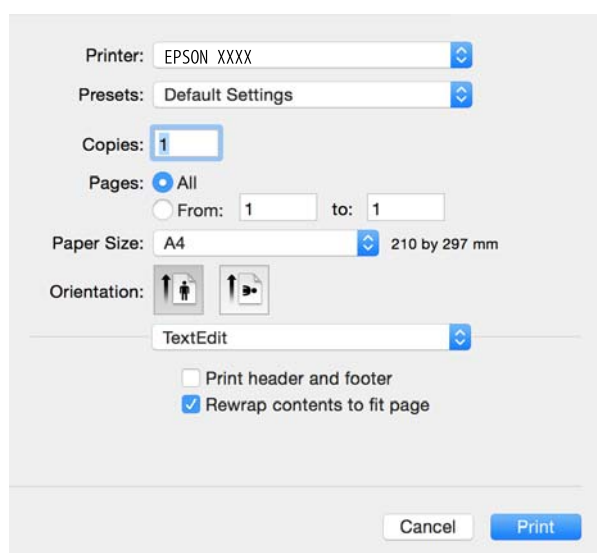 Printer: EPSON XXXX
Presets: Default Settings
Copies: 1
Pages: All
From: 1 to: 1
Paper Size: A4 210 by 297 mm
Orientation:
TextEdit
Print header and footer
Rewrap contents to fit page
Cancel Print